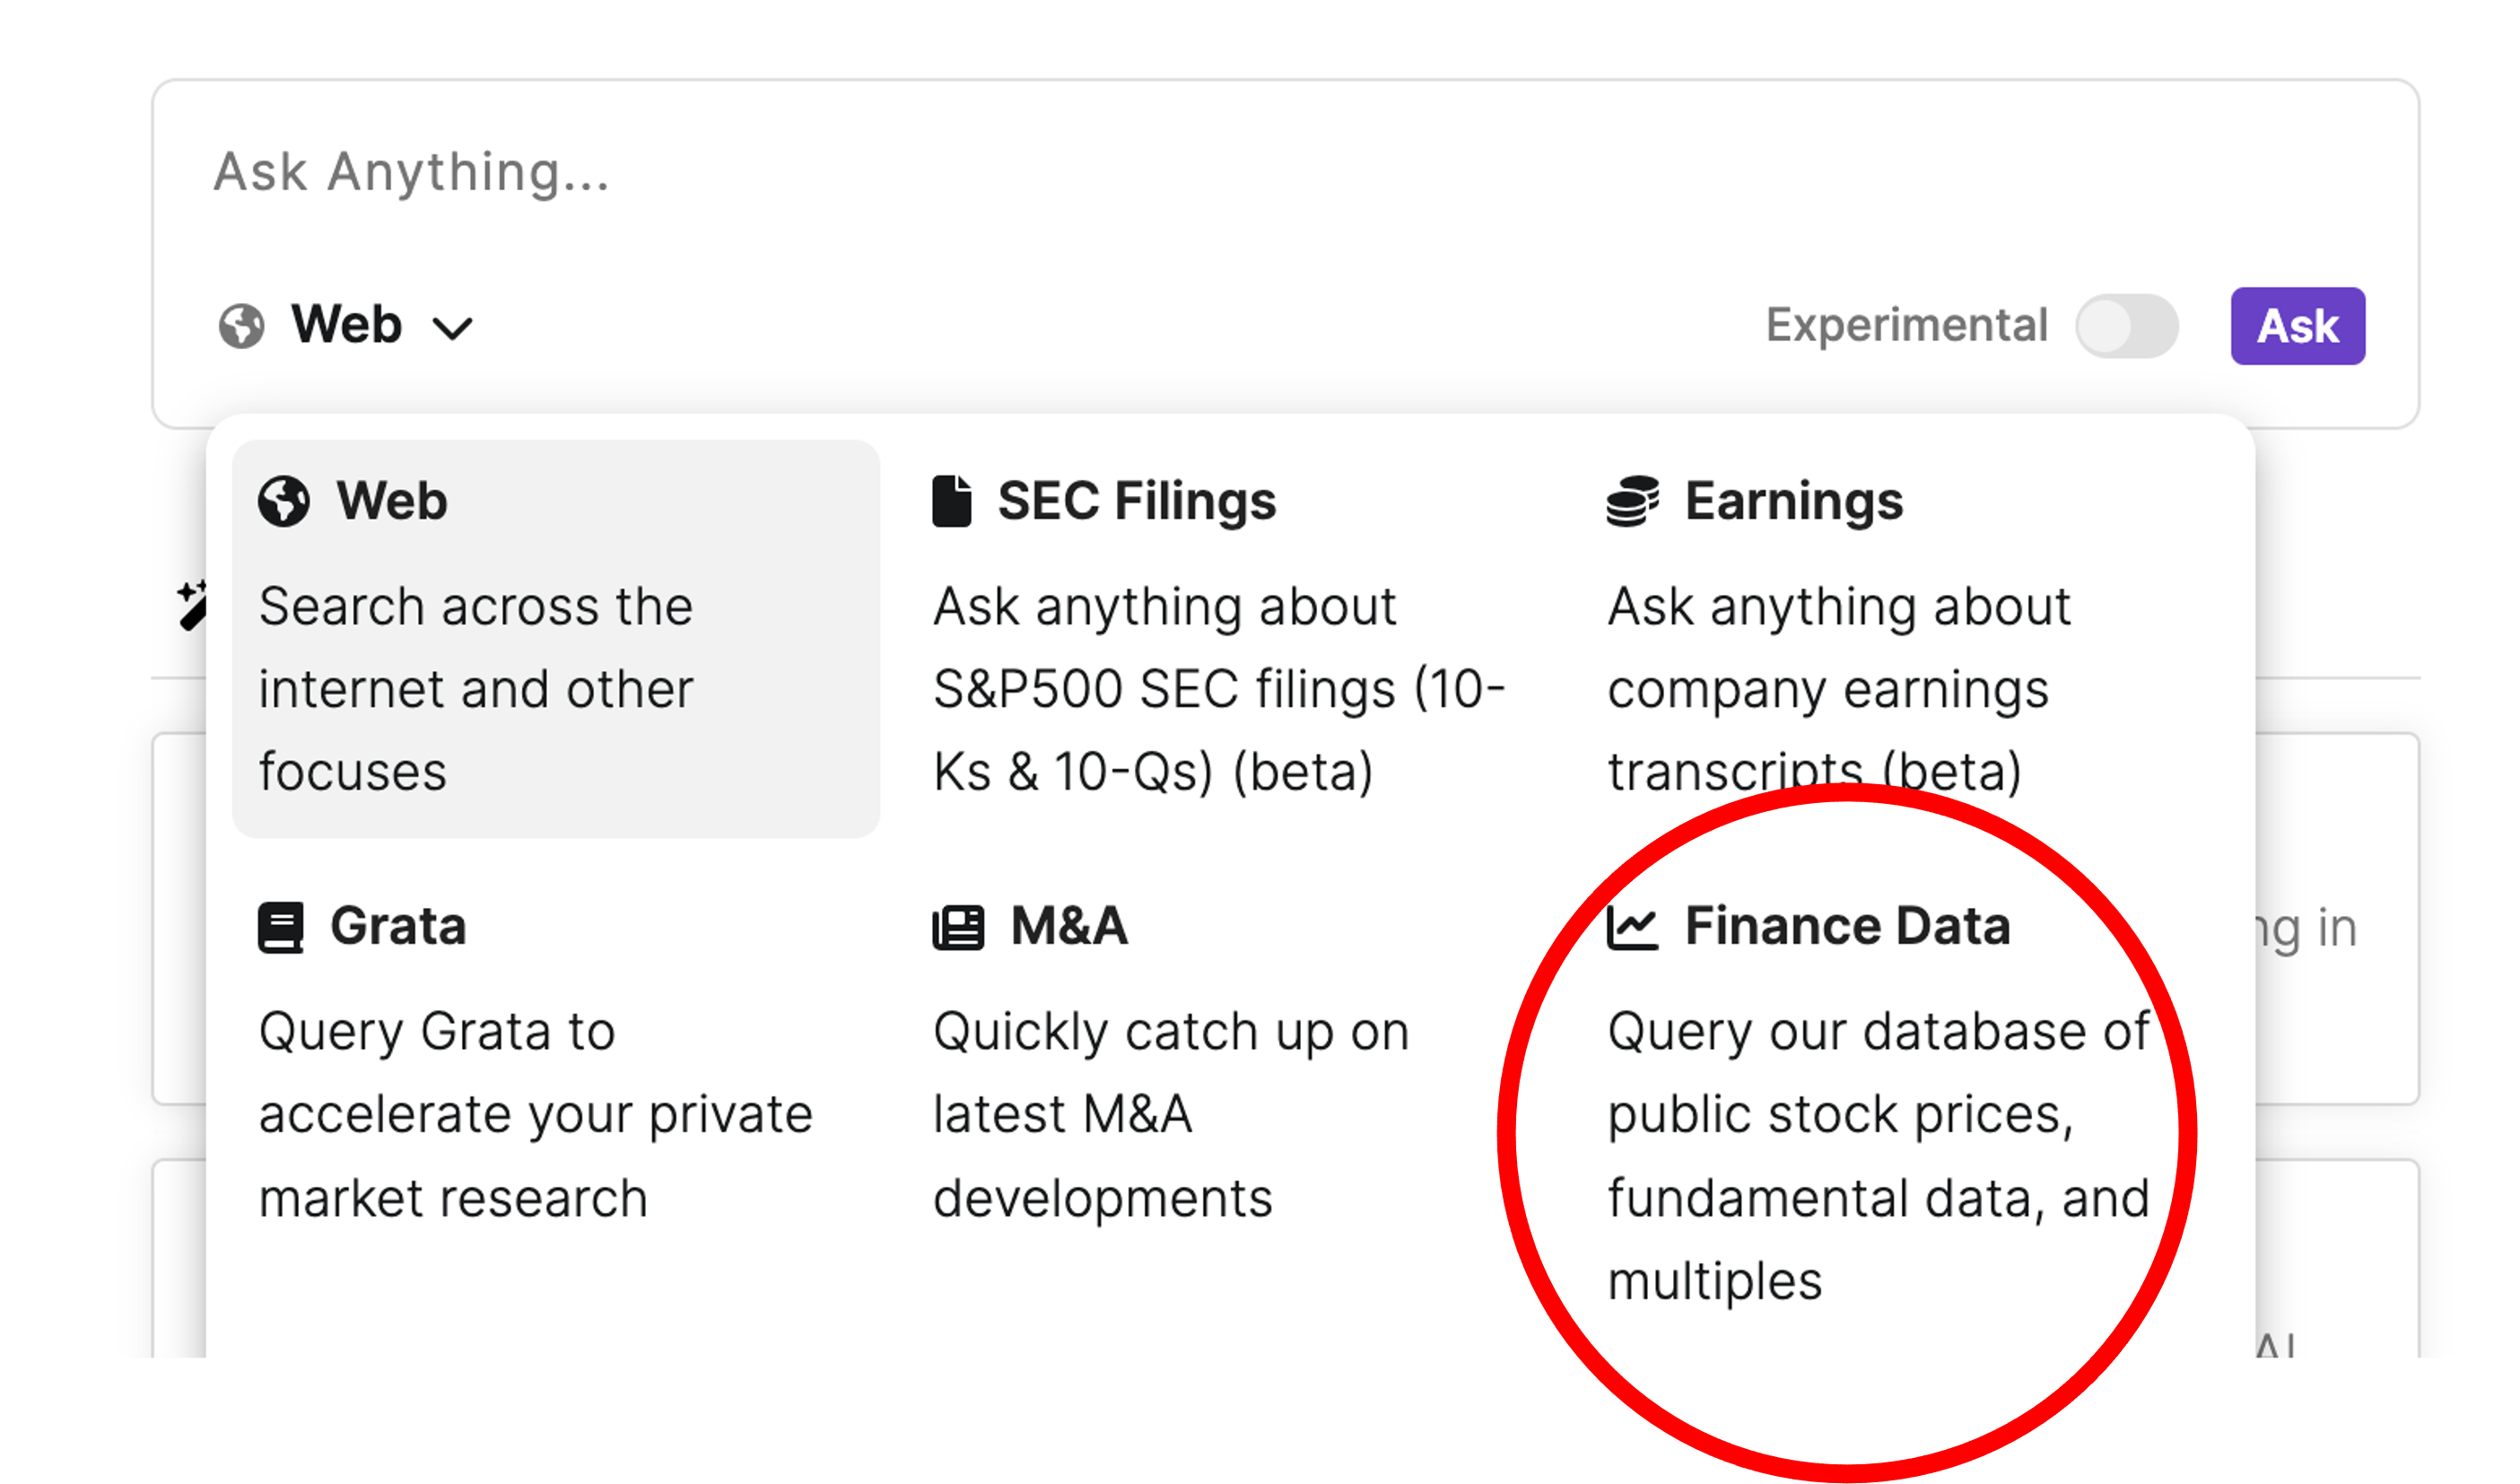 Ask Anything...
Web
Experimental
Ask
Web
Search across the
internet and other
focuses
SEC Filings
Ask anything about
S&P500 SEC filings (10-
Ks & 10-Qs) (beta)
Earnings
Ask anything about
company earnings
transcripts (beta)
Grata
Query Grata to
accelerate your private
market research
M&A
Quickly catch up on
latest M&A
developments
Finance Data
Query our database of
public stock prices,
fundamental data, and
multiples
in